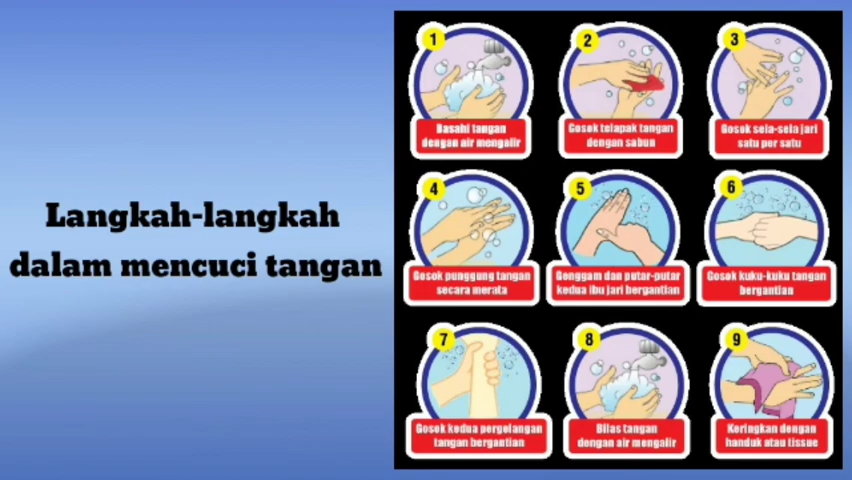 Langkah-langkah
dalam mencuci tangan
1
Basahi tangan
dengan air mengalir
2
Gosok telapak tangan
dengan sabun
3
Gosok sela-sela jari
satu per satu
4
Gosok punggung tangan
secara merata
5
Genggam dan putar-putar
kedua ibu jari bergantian
6
Gosok kuku-kuku tangan
bergantian
7
Gosok kedua pergelangan
tangan bergantian
8
Bilas tangan
dengan air mengalir
9
Keringkan dengan
handuk atau tissue